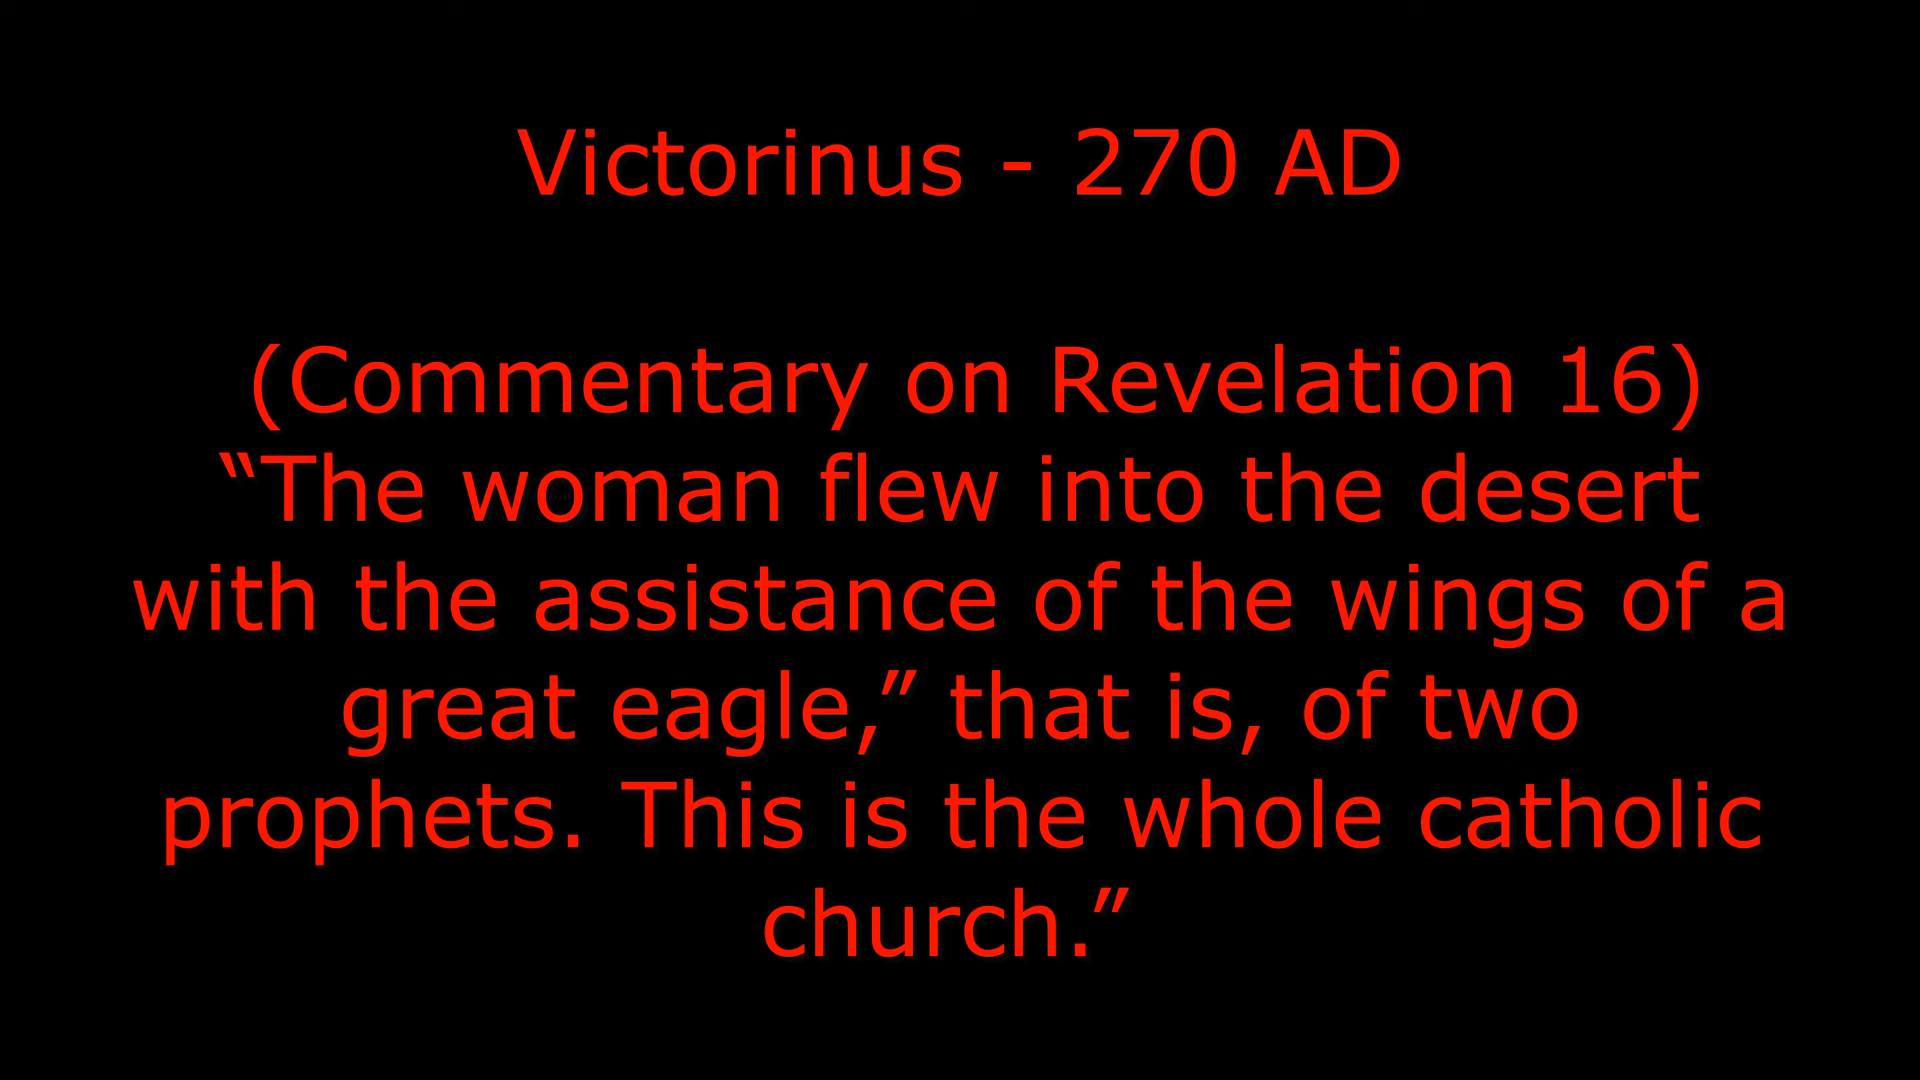 Victorinus - 270 AD
(Commentary on Revelation 16)
“The woman flew into the desert
with the assistance of the wings of a
great eagle,” that is, of two
prophets. This is the whole catholic
church.”